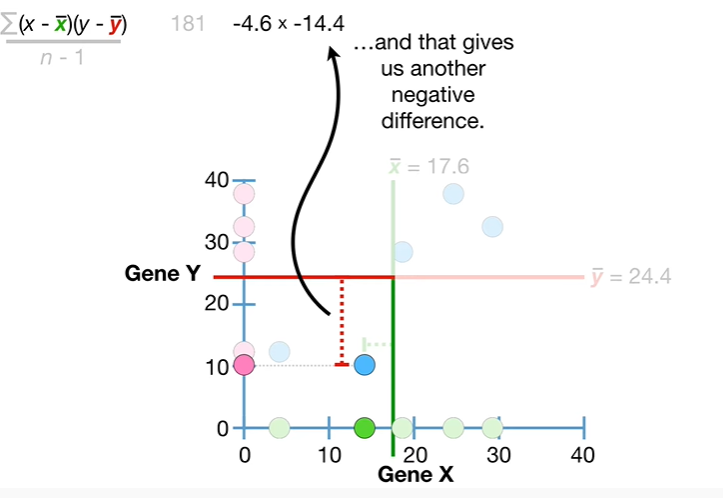 ∑(x - x̅)(y - y̅)
n - 1
181
-4.6 x -14.4
…and that gives
us another
negative
difference.
x̅ = 17.6
40
30
Gene Y
y̅ = 24.4
20
10
0
0 10 20 30 40
Gene X